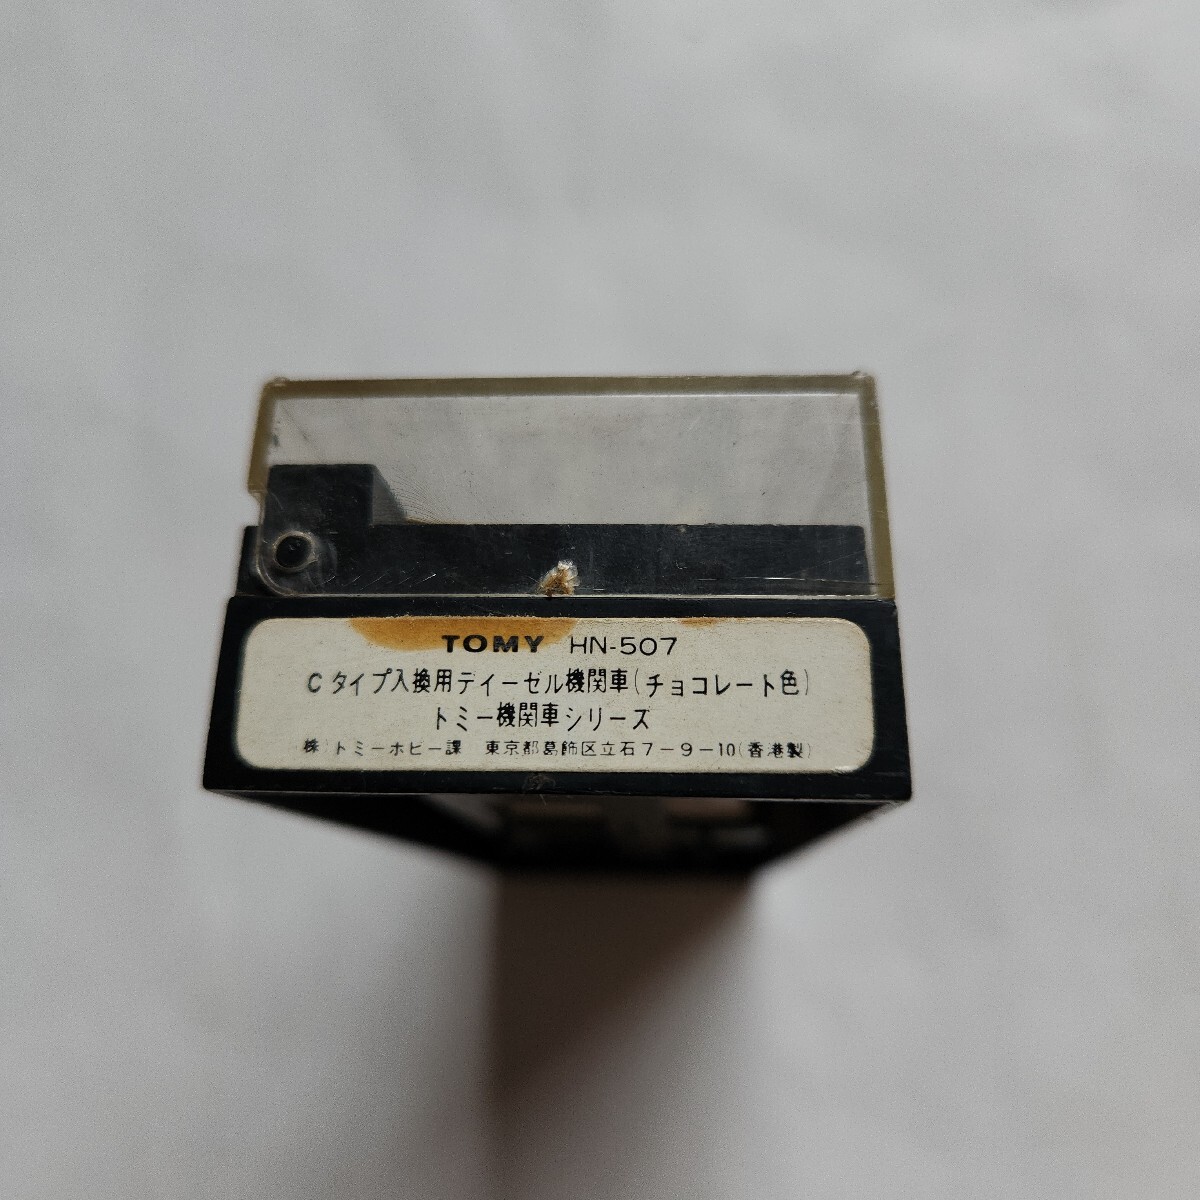 TOMY HN-507
Cタイプ入換用ディーゼル機関車(チョコレート色)
トミー機関車シリーズ
(株)トミーホビー課 東京都葛飾区立石7-9-10(香港製)